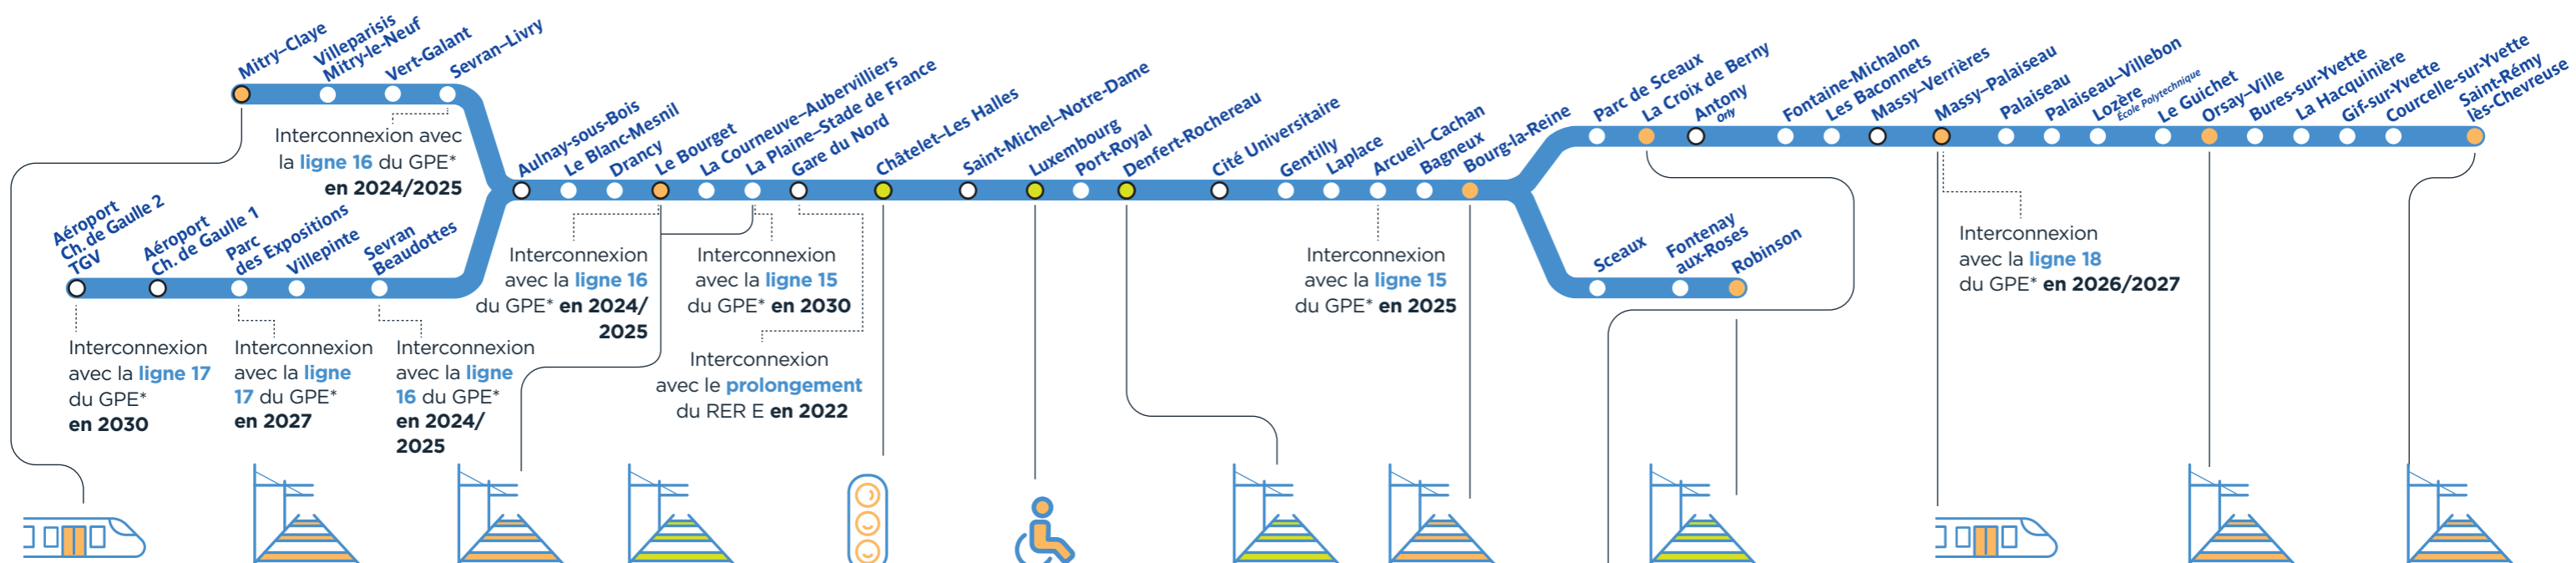 Mitry–Claye
Villeparisis
Mitry-le-Neuf
Vert-Galant
Sevran–Livry
Interconnexion avec
la ligne 16 du GPE*
en 2024/2025
Aéroport
Ch. de Gaulle 2
TGV
Aéroport
Ch. de Gaulle 1
Parc
des Expositions
Villepinte
Sevran
Beaudottes
Interconnexion
avec la ligne 17
du GPE*
en 2030
Interconnexion
avec la ligne
17 du GPE*
en 2027
Interconnexion
avec la ligne
16 du GPE*
en 2024/
2025
Aulnay-sous-Bois
Le Blanc-Mesnil
Drancy
Le Bourget
La Courneuve–Aubervilliers
La Plaine–Stade de France
Gare du Nord
Châtelet–Les Halles
Saint-Michel–Notre-Dame
Luxembourg
Port-Royal
Denfert-Rochereau
Cité Universitaire
Gentilly
Laplace
Arcueil–Cachan
Bagneux
Bourg-la-Reine
Interconnexion
avec la ligne 16
du GPE* en 2024/
2025
Interconnexion
avec la ligne 15
du GPE* en 2030
Interconnexion
avec le prolongement
du RER E en 2022
Interconnexion
avec la ligne 15
du GPE* en 2025
Parc de Sceaux
La Croix de Berny
Antony
Orly
Fontaine-Michalon
Les Baconnets
Massy–Verrières
Massy–Palaiseau
Palaiseau
Palaiseau–Villebon
Lozère
École Polytechnique
Le Guichet
Orsay–Ville
Bures-sur-Yvette
La Hacquinière
Gif-sur-Yvette
Courcelle-sur-Yvette
Saint-Rémy
lès-Chevreuse
Sceaux
Fontenay
aux-Roses
Robinson
Interconnexion
avec la ligne 18
du GPE* en 2026/2027